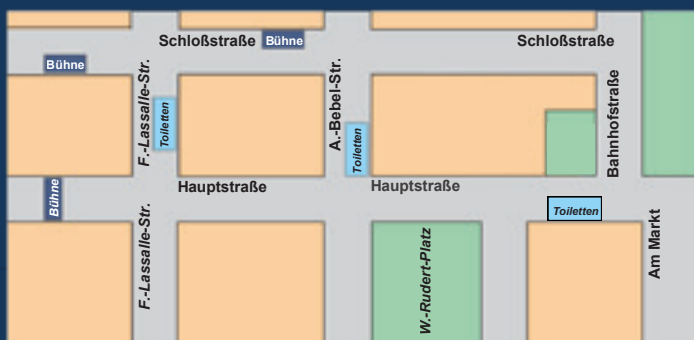 Schloßstraße
Bühne
Schloßstraße
Bühne
F.-Lassalle-Str.
Toiletten
A.-Bebel-Str.
Toiletten
Bahnhofstraße
Bühne
Hauptstraße
Hauptstraße
F.-Lassalle-Str.
W.-Rudert-Platz
Toiletten
Am Markt